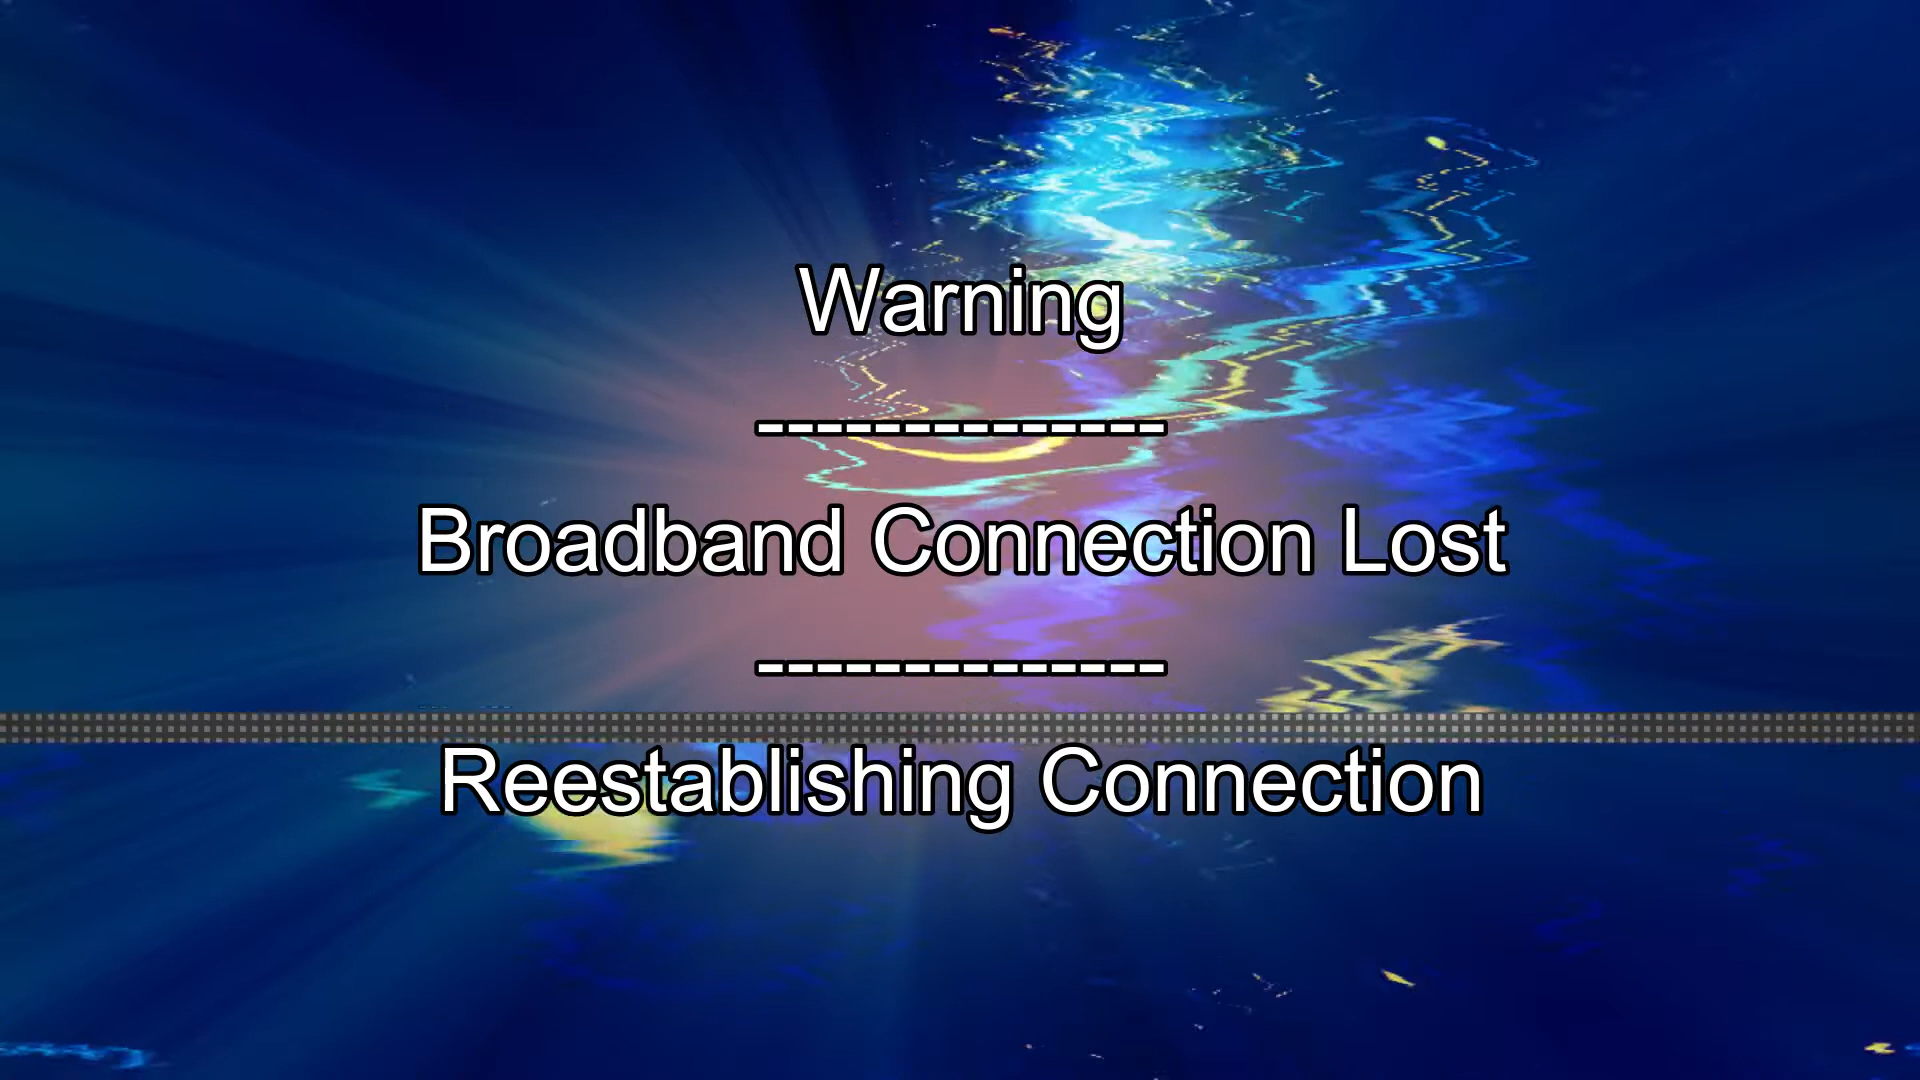 Warning
--------------
Broadband Connection Lost
--------------
Reestablishing Connection